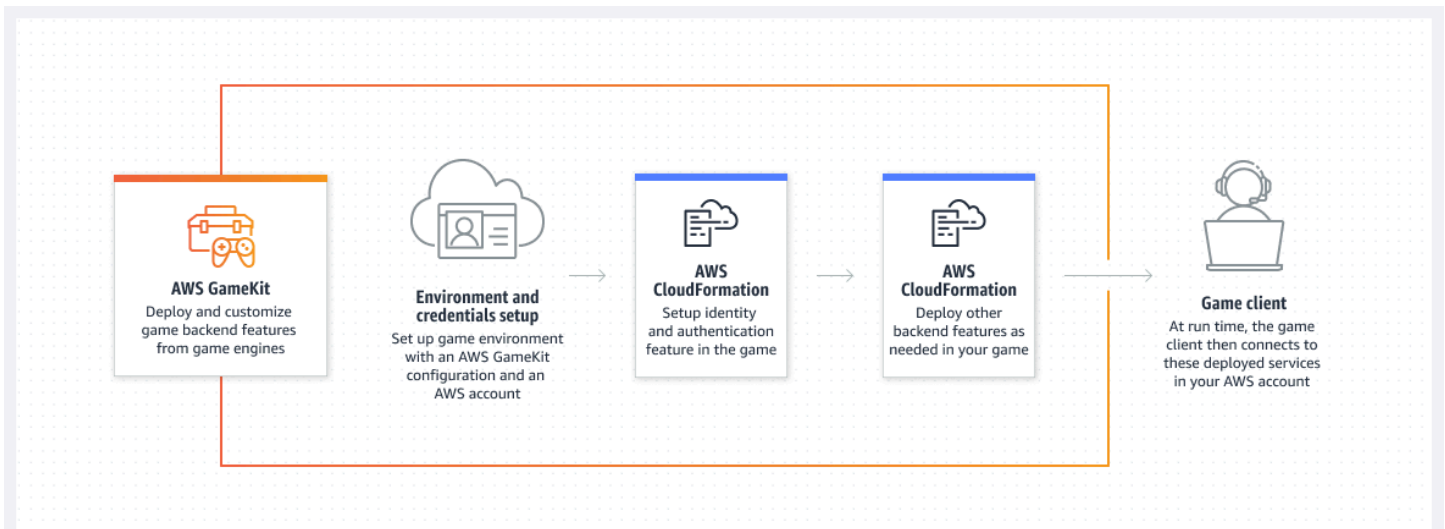 AWS GameKit
Deploy and customize
game backend features
from game engines
Environment and
credentials setup
Set up game environment
with an AWS GameKit
configuration and an
AWS account
AWS
CloudFormation
Setup identity
and authentication
feature in the game
AWS
CloudFormation
Deploy other
backend features as
needed in your game
Game client
At run time, the game
client then connects to
these deployed services
in your AWS account